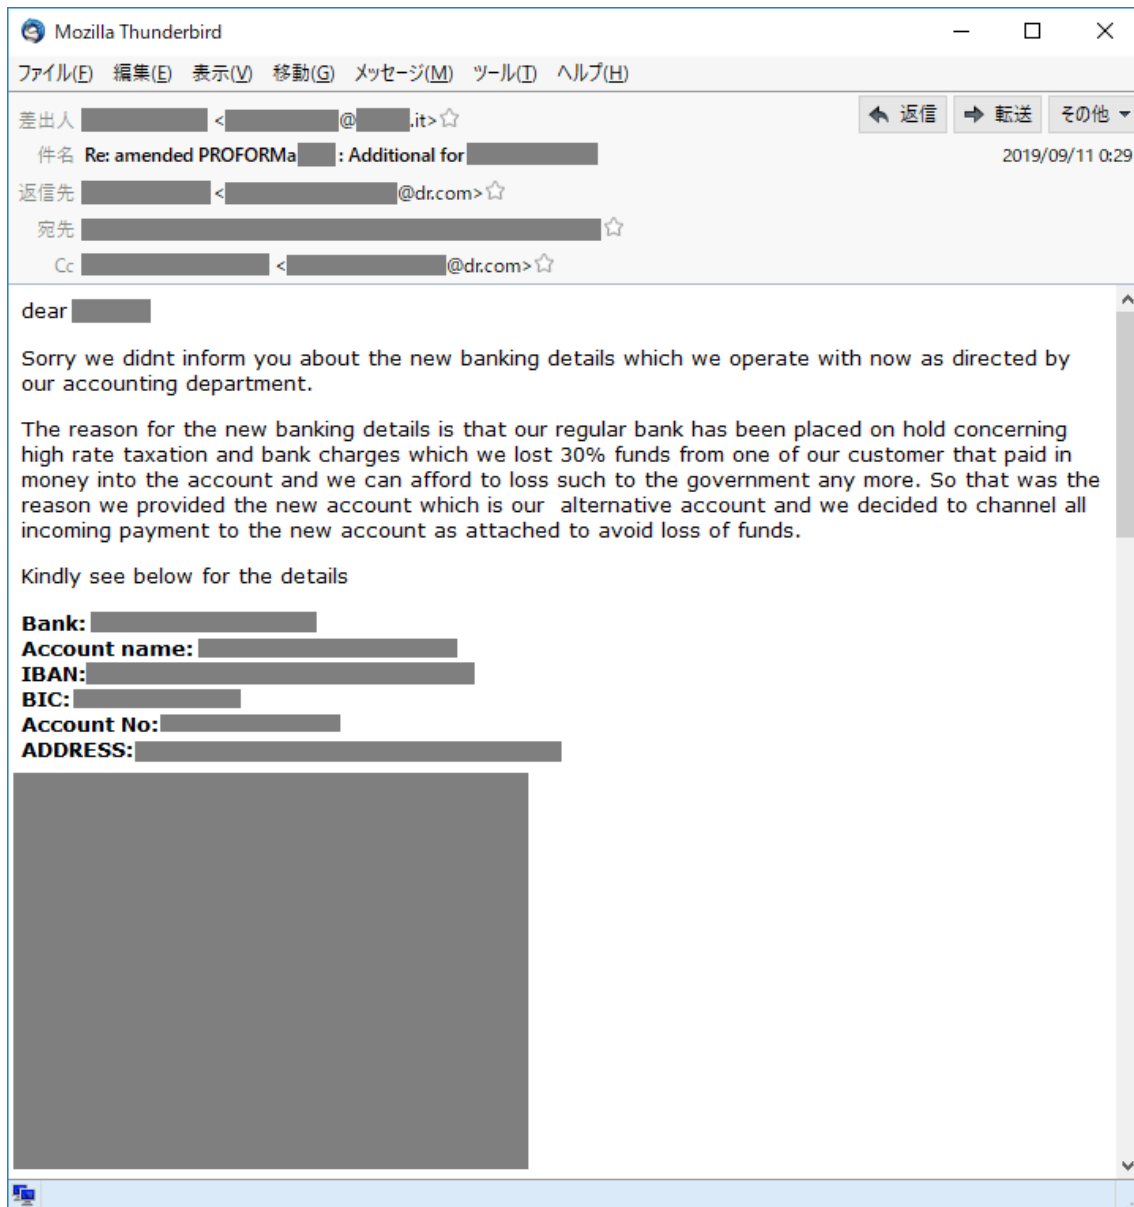 Mozilla Thunderbird
ファイル(F) 編集(E) 表示(V) 移動(G) メッセージ(M) ツール(T) ヘルプ(H)
差出人 < @ .it>☆ 返信 転送 その他
件名 Re: amended PROFORMa : Additional for 2019/09/11 0:29
返信先 < @dr.com>☆
宛先 ☆
Cc < @dr.com>☆
dear
Sorry we didnt inform you about the new banking details which we operate with now as directed by
our accounting department.
The reason for the new banking details is that our regular bank has been placed on hold concerning
high rate taxation and bank charges which we lost 30% funds from one of our customer that paid in
money into the account and we can afford to loss such to the government any more. So that was the
reason we provided the new account which is our alternative account and we decided to channel all
incoming payment to the new account as attached to avoid loss of funds.
Kindly see below for the details
Bank:
Account name:
IBAN:
BIC:
Account No:
ADDRESS: